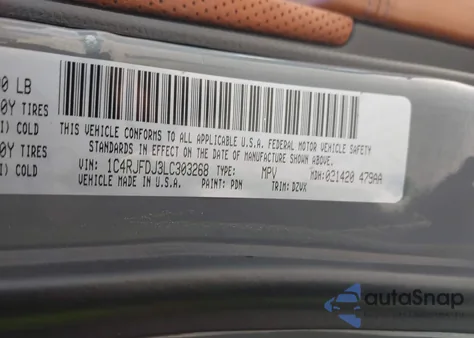 0 LB
0Y TIRES
I) COLD
0Y TIRES
I) COLD
THIS VEHICLE CONFORMS TO ALL APPLICABLE U.S.A. FEDERAL MOTOR VEHICLE SAFETY
STANDARDS IN EFFECT ON THE DATE OF MANUFACTURE SHOWN ABOVE.
VIN: 1C4RJFDJ3LC303268 TYPE: MPV MDH: 021420 479AA
VEHICLE MADE IN U.S.A. PAINT: PDN TRIM: DZWX
autoSnap